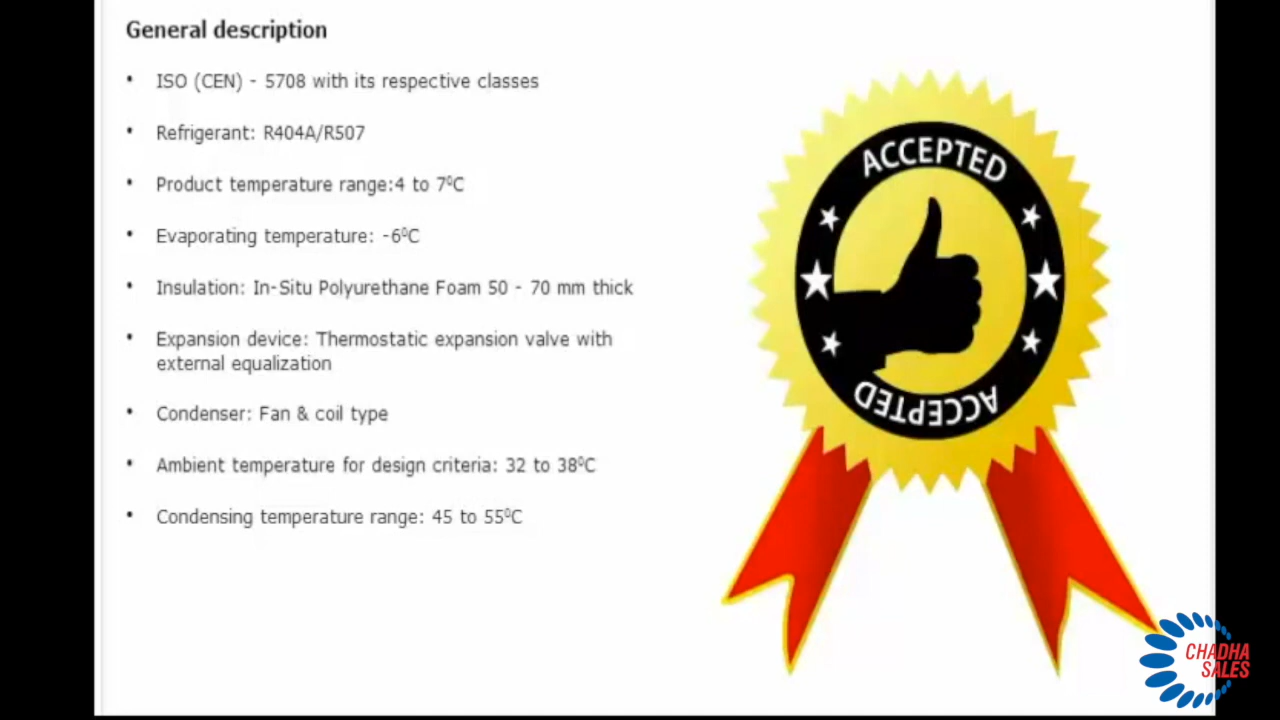 General description
• ISO (CEN) - 5708 with its respective classes
• Refrigerant: R404A/R507
• Product temperature range:4 to 7⁰C
• Evaporating temperature: -6⁰C
• Insulation: In-Situ Polyurethane Foam 50 - 70 mm thick
• Expansion device: Thermostatic expansion valve with
external equalization
• Condenser: Fan & coil type
• Ambient temperature for design criteria: 32 to 38⁰C
• Condensing temperature range: 45 to 55⁰C
ACCEPTED
ACCEPTED
CHADHA
SALES